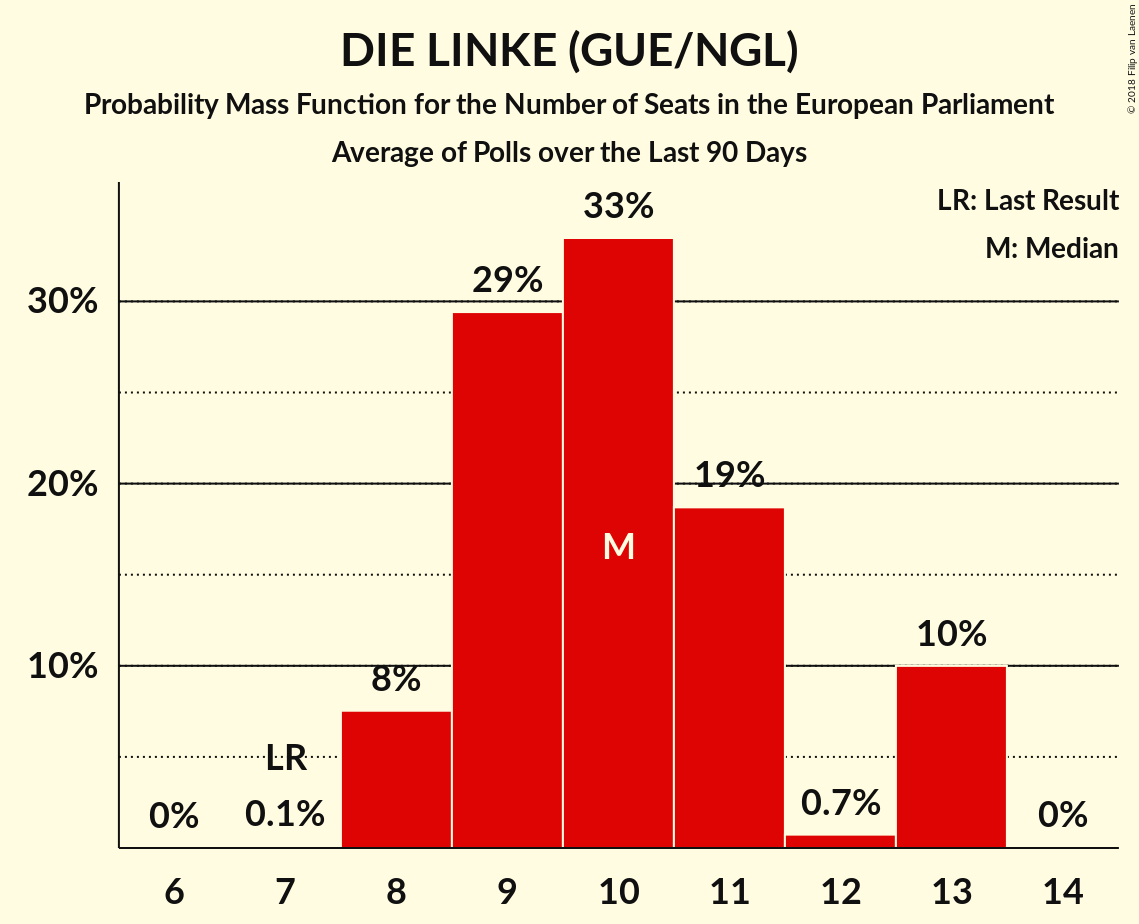 DIE LINKE (GUE/NGL)
Probability Mass Function for the Number of Seats in the European Parliament
Average of Polls over the Last 90 Days
© 2018 Filip van Laenen
LR: Last Result
M: Median
33%
29%
30%
20%
19%
M
10%
10%
8%
LR
0%
0.1%
0.7%
0%
6 7 8 9 10 11 12 13 14